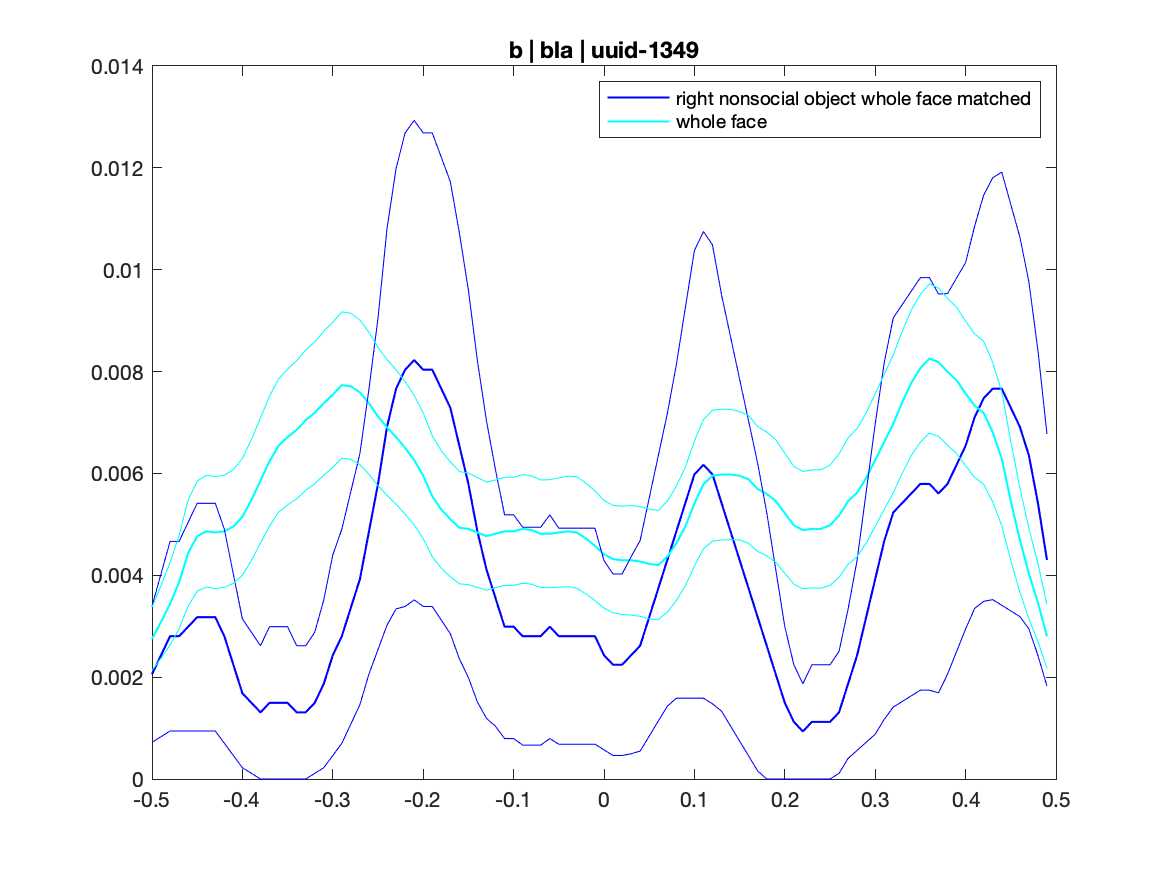 b | bla | uuid-1349
right nonsocial object whole face matched
whole face
0.014
0.012
0.01
0.008
0.006
0.004
0.002
0
-0.5 -0.4 -0.3 -0.2 -0.1 0 0.1 0.2 0.3 0.4 0.5